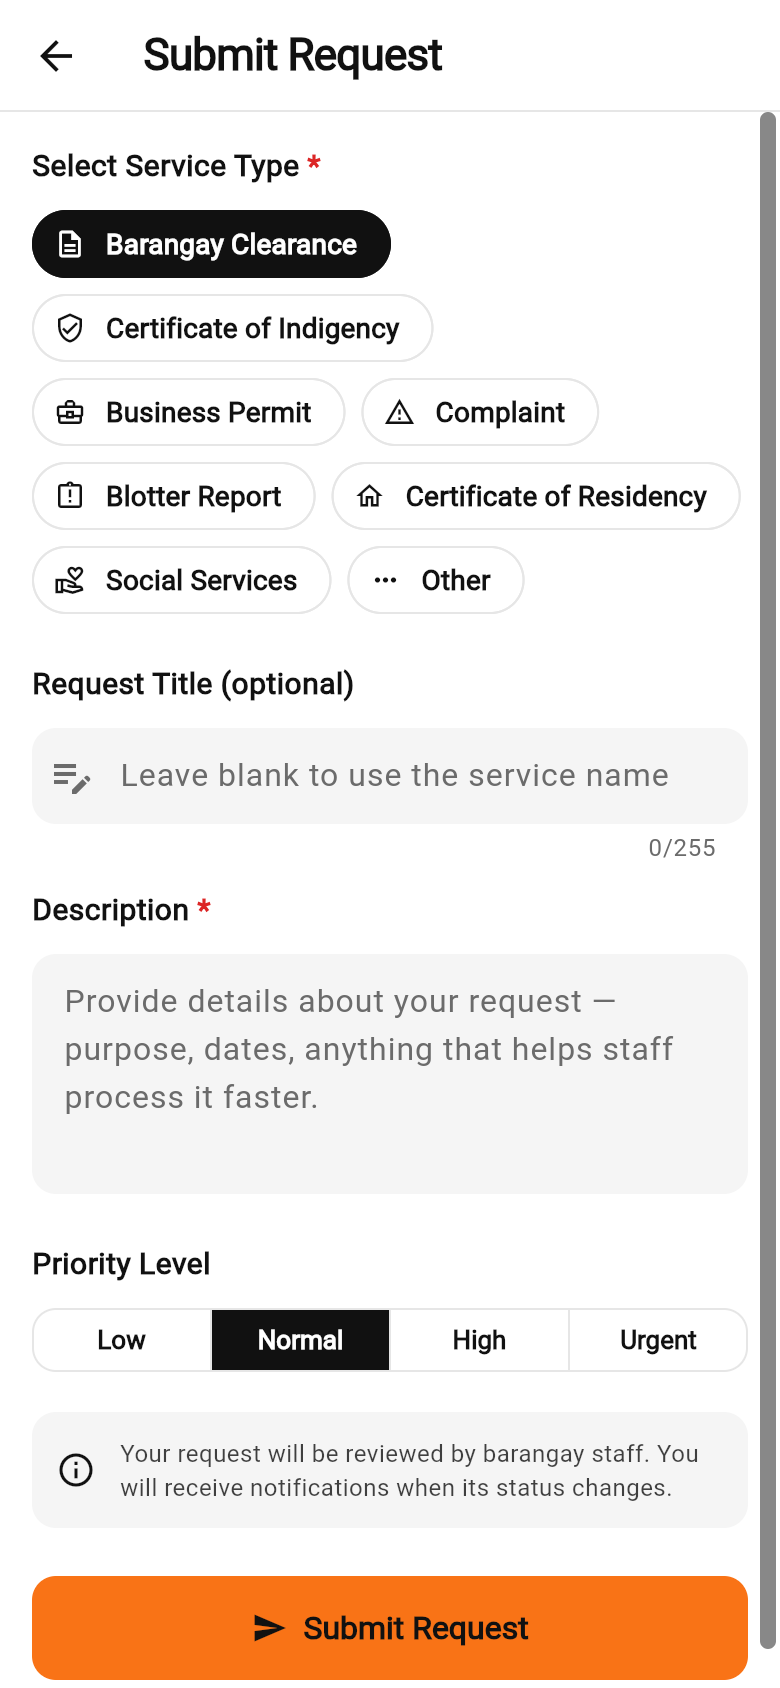 Submit Request
Select Service Type *
Barangay Clearance
Certificate of Indigency
Business Permit
Complaint
Blotter Report
Certificate of Residency
Social Services
Other
Request Title (optional)
Leave blank to use the service name
0/255
Description *
Provide details about your request —
purpose, dates, anything that helps staff
process it faster.
Priority Level
Low
Normal
High
Urgent
Your request will be reviewed by barangay staff. You
will receive notifications when its status changes.
Submit Request